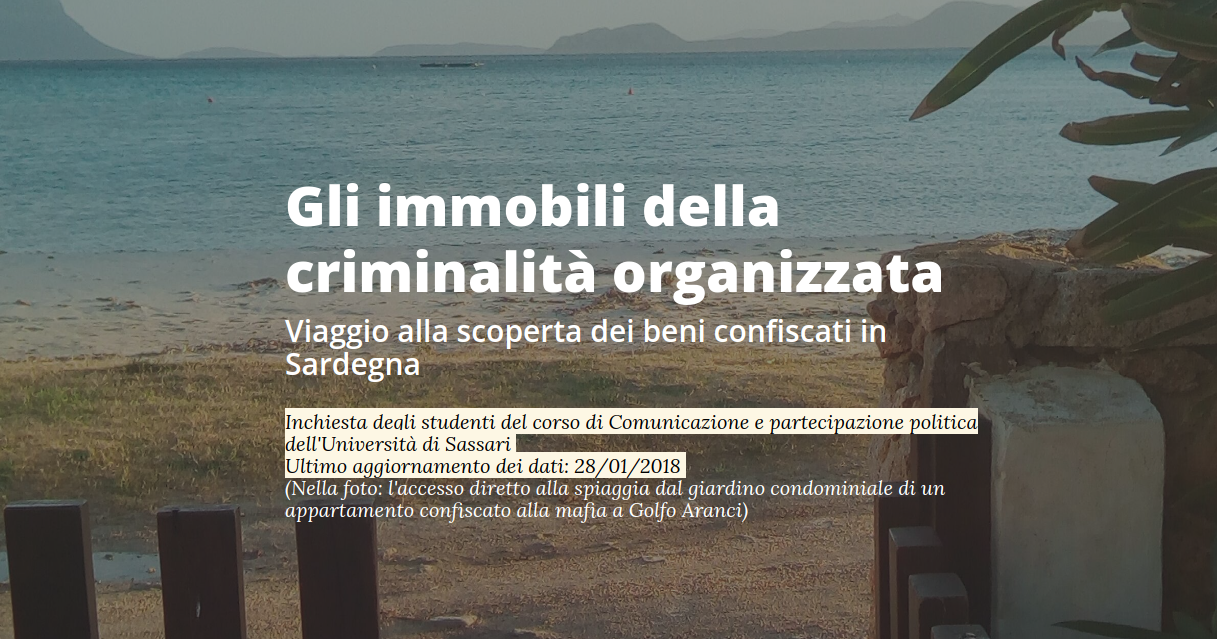 Gli immobili della
criminalità organizzata
Viaggio alla scoperta dei beni confiscati in
Sardegna
Inchiesta degli studenti del corso di Comunicazione e partecipazione politica
dell'Università di Sassari
Ultimo aggiornamento dei dati: 28/01/2018
(Nella foto: l'accesso diretto alla spiaggia dal giardino condominiale di un
appartamento confiscato alla mafia a Golfo Aranci)